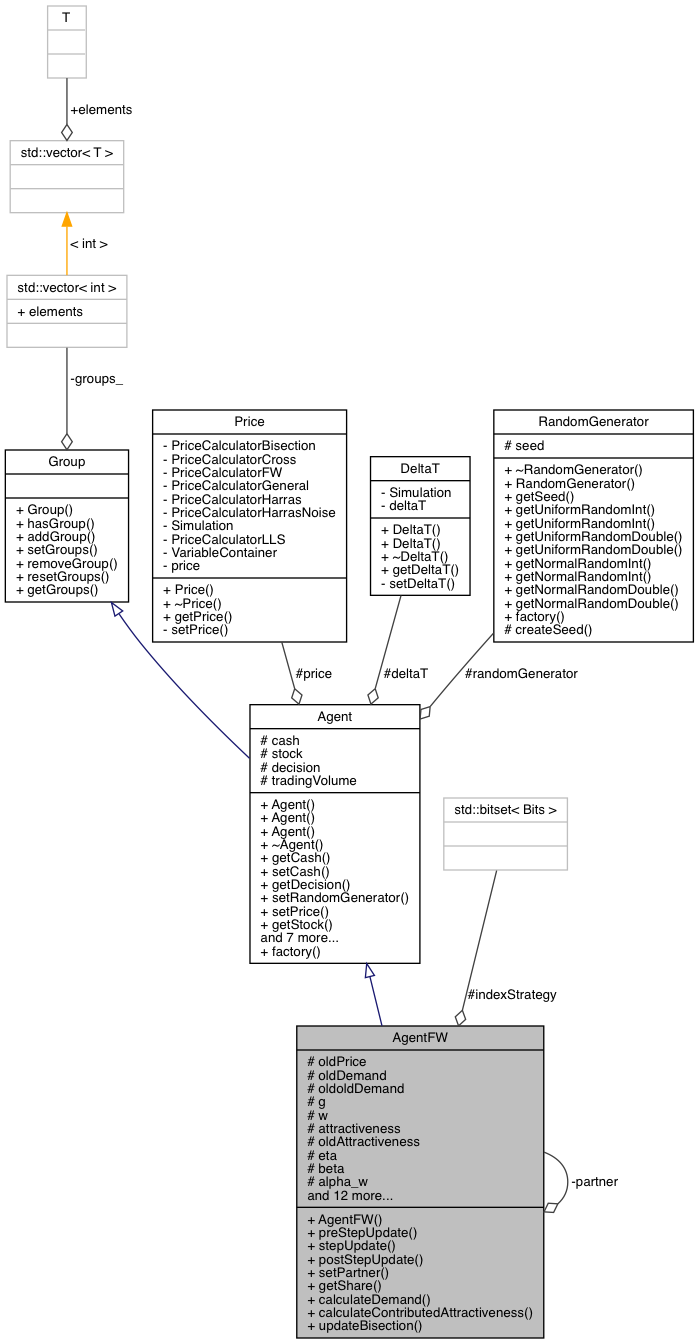 T
+elements
std::vector< T >
< int >
std::vector< int >
+ elements
-groups_
Group
+ Group()
+ hasGroup()
+ addGroup()
+ setGroups()
+ removeGroup()
+ resetGroups()
+ getGroups()
Price
- PriceCalculatorBisection
- PriceCalculatorCross
- PriceCalculatorFW
- PriceCalculatorGeneral
- PriceCalculatorHarras
- PriceCalculatorHarrasNoise
- Simulation
- PriceCalculatorLLS
- VariableContainer
- price
+ Price()
+ ~Price()
+ getPrice()
- setPrice()
DeltaT
- Simulation
- deltaT
+ DeltaT()
+ DeltaT()
+ ~DeltaT()
+ getDeltaT()
- setDeltaT()
RandomGenerator
# seed
+ ~RandomGenerator()
+ RandomGenerator()
+ getSeed()
+ getUniformRandomInt()
+ getUniformRandomInt()
+ getUniformRandomDouble()
+ getUniformRandomDouble()
+ getNormalRandomInt()
+ getNormalRandomInt()
+ getNormalRandomDouble()
+ getNormalRandomDouble()
+ factory()
# createSeed()
#price
#deltaT
#randomGenerator
Agent
# cash
# stock
# decision
# tradingVolume
+ Agent()
+ Agent()
+ Agent()
+ ~Agent()
+ getCash()
+ setCash()
+ getDecision()
+ setRandomGenerator()
+ setPrice()
+ getStock()
and 7 more...
+ factory()
std::bitset< Bits >
#indexStrategy
AgentFW
# oldPrice
# oldDemand
# oldoldDemand
# g
# w
# attractiveness
# oldAttractiveness
# eta
# beta
# alpha_w
and 12 more...
+ AgentFW()
+ preStepUpdate()
+ stepUpdate()
+ postStepUpdate()
+ setPartner()
+ getShare()
+ calculateDemand()
+ calculateContributedAttractiveness()
+ updateBisection()
-partner